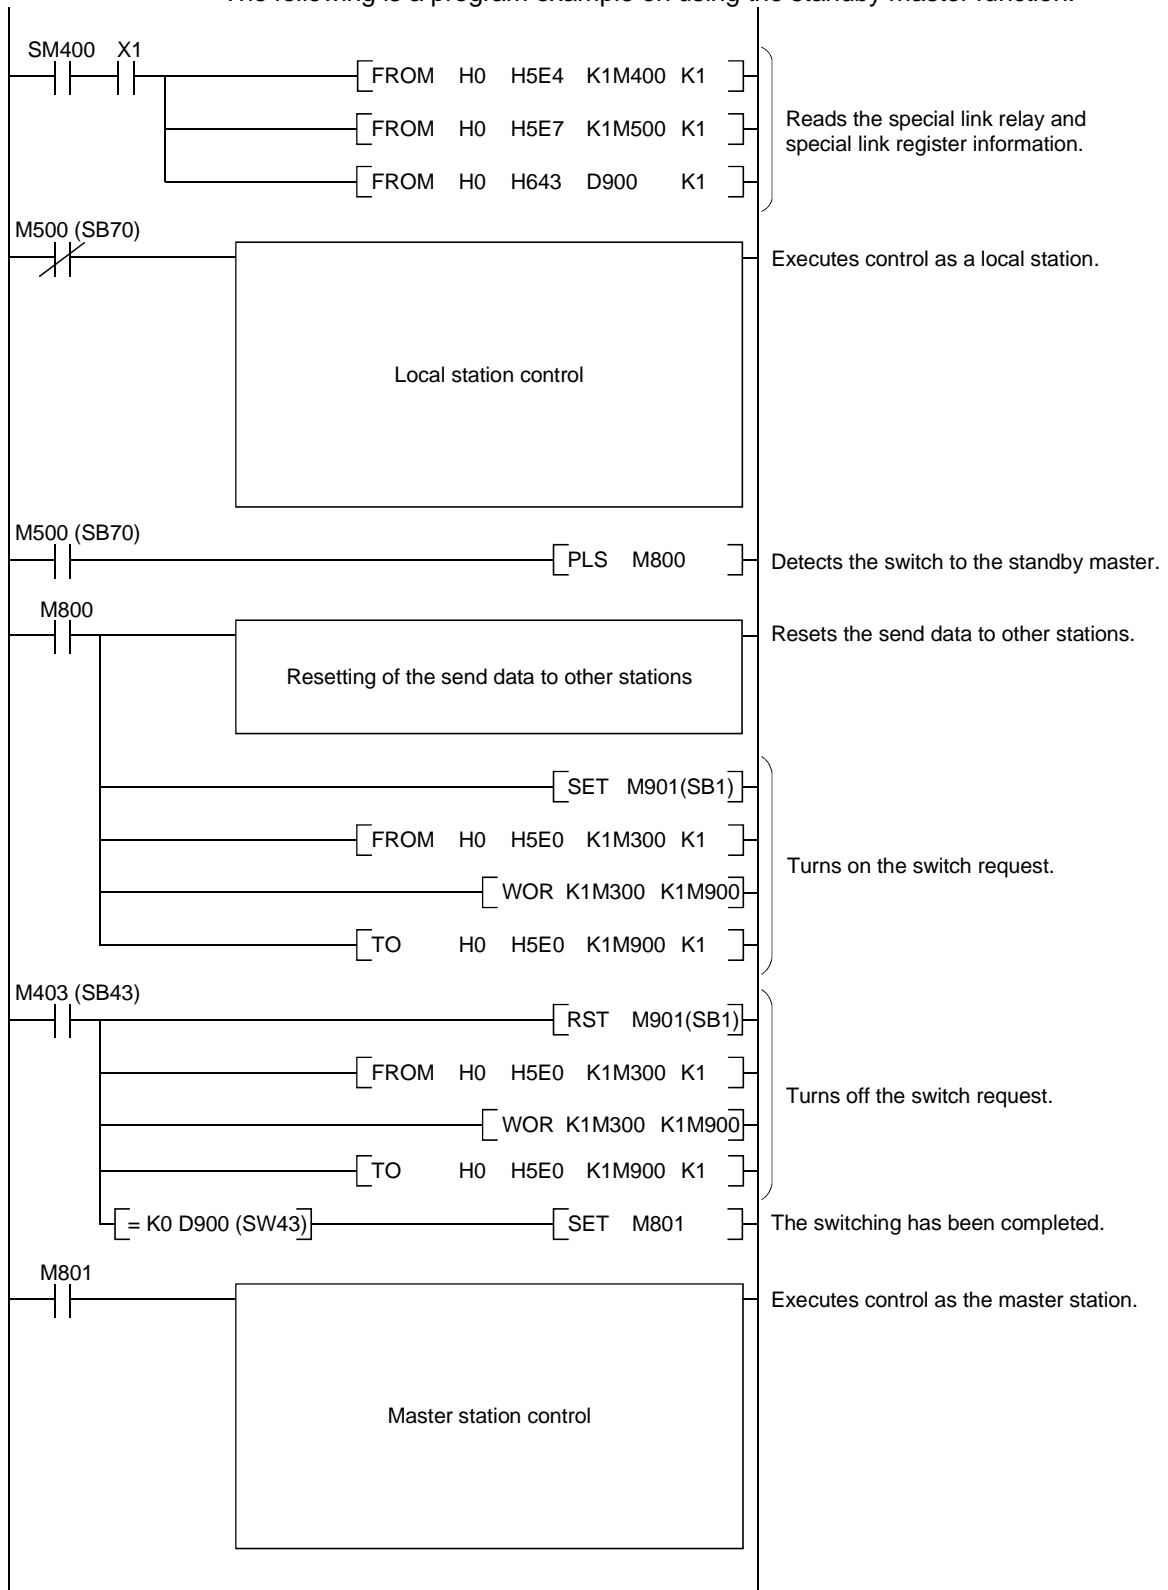 The following is a program example on using the standby master function.
SM400 X1
FROM H0 H5E4 K1M400 K1
FROM H0 H5E7 K1M500 K1
FROM H0 H643 D900 K1
Reads the special link relay and
special link register information.
M500 (SB70)
Local station control
Executes control as a local station.
M500 (SB70)
PLS M800
Detects the switch to the standby master.
M800
Resetting of the send data to other stations
Resets the send data to other stations.
SET M901(SB1)
FROM H0 H5E0 K1M300 K1
WOR K1M300 K1M900
TO H0 H5E0 K1M900 K1
Turns on the switch request.
M403 (SB43)
RST M901(SB1)
FROM H0 H5E0 K1M300 K1
WOR K1M300 K1M900
TO H0 H5E0 K1M900 K1
Turns off the switch request.
= K0 D900 (SW43)
SET M801
The switching has been completed.
M801
Master station control
Executes control as the master station.